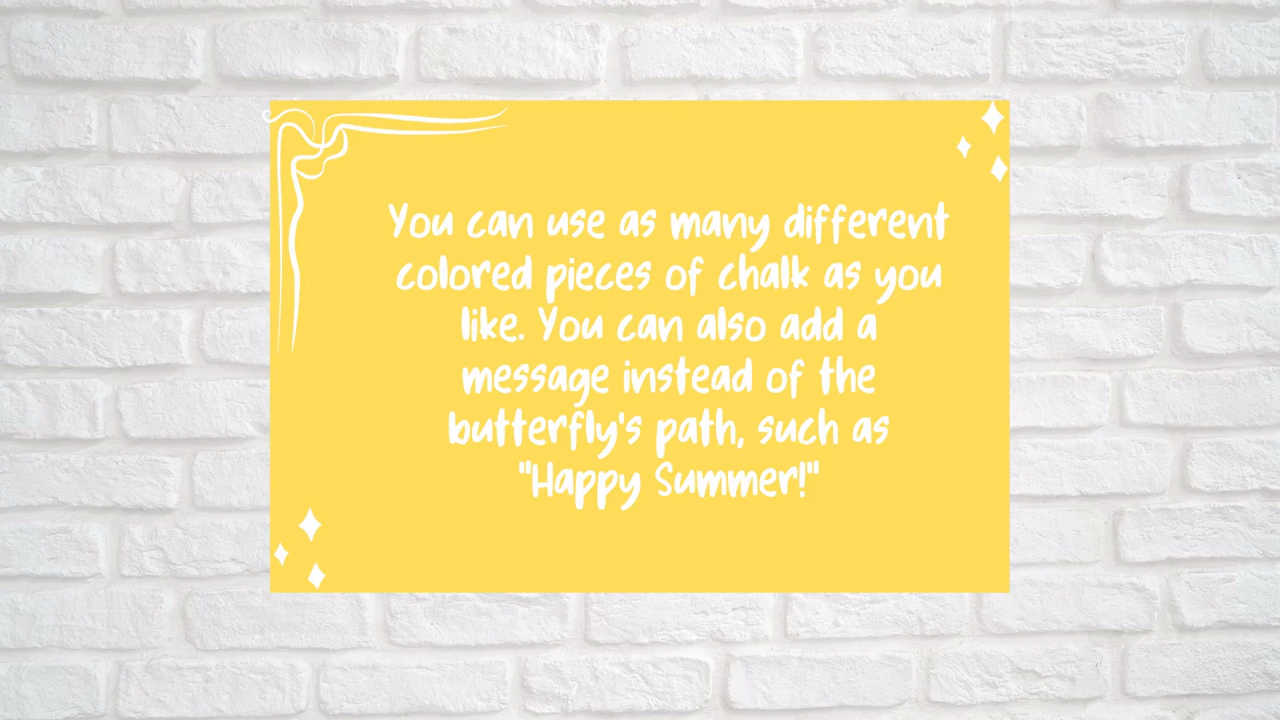 You can use as many different
colored pieces of chalk as you
like. You can also add a
message instead of the
butterfly's path, such as
"Happy Summer!"